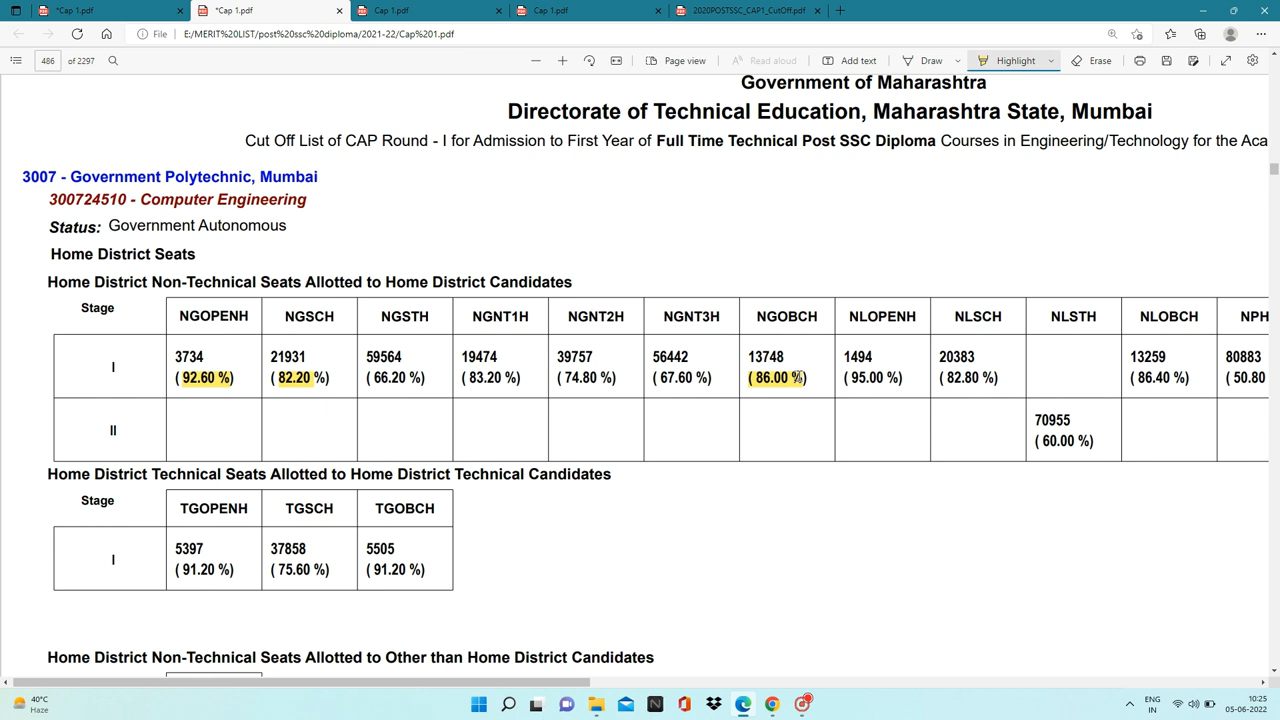 *Cap 1.pdf
*Cap 1.pdf
Cap 1.pdf
Cap 1.pdf
2020POSTSSC_CAP1_CutOff.pdf
File
E:/MERIT%20LIST/post%20ssc%20diploma/2021-22/Cap%201.pdf
486 of 2297
Page view
Read aloud
Add text
Draw
Highlight
Erase
Government of Maharashtra
Directorate of Technical Education, Maharashtra State, Mumbai
Cut Off List of CAP Round - I for Admission to First Year of Full Time Technical Post SSC Diploma Courses in Engineering/Technology for the Aca
3007 - Government Polytechnic, Mumbai
300724510 - Computer Engineering
Status: Government Autonomous
Home District Seats
Home District Non-Technical Seats Allotted to Home District Candidates
Stage NGOPENH NGSCH NGSTH NGNT1H NGNT2H NGNT3H NGOBCH NLOPENH NLSCH NLSTH NLOBCH NPH
I 3734 21931 59564 19474 39757 56442 13748 1494 20383 13259 80883
( 92.60 %) ( 82.20 %) ( 66.20 %) ( 83.20 %) ( 74.80 %) ( 67.60 %) ( 86.00 %) ( 95.00 %) ( 82.80 %) ( 86.40 %) ( 50.80
II 70955
( 60.00 %)
Home District Technical Seats Allotted to Home District Technical Candidates
Stage TGOPENH TGSCH TGOBCH
I 5397 37858 5505
( 91.20 %) ( 75.60 %) ( 91.20 %)
Home District Non-Technical Seats Allotted to Other than Home District Candidates
40°C
Haze
ENG
IN
10:25
05-06-2022